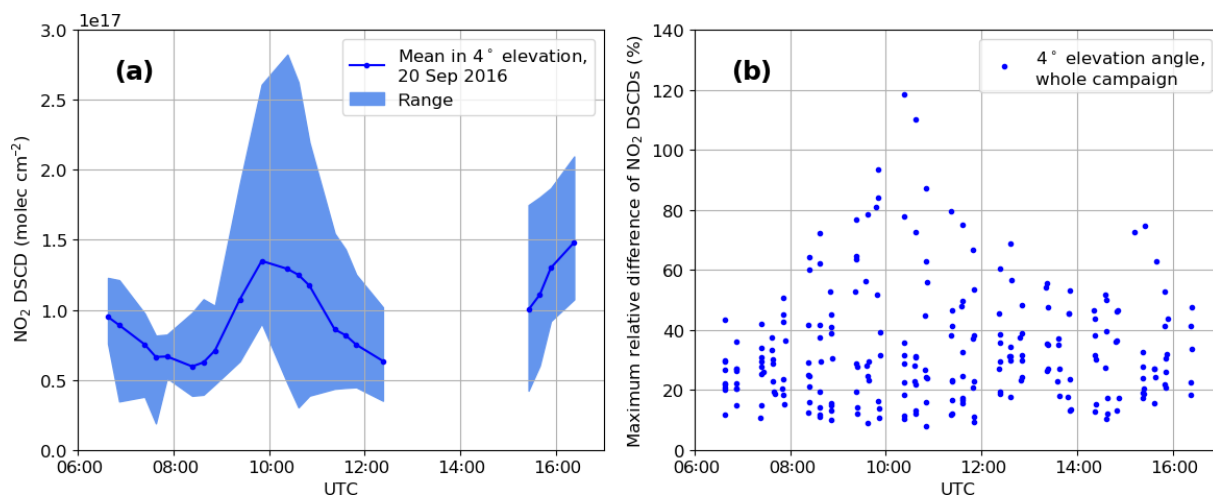 1e17
(a)
Mean in 4° elevation,
20 Sep 2016
Range
NO₂ DSCD (molec cm⁻²)
3.0
2.5
2.0
1.5
1.0
0.5
0.0
06:00 08:00 10:00 12:00 14:00 16:00
UTC
(b)
4° elevation angle,
whole campaign
Maximum relative difference of NO₂ DSCDs (%)
140
120
100
80
60
40
20
0
06:00 08:00 10:00 12:00 14:00 16:00
UTC